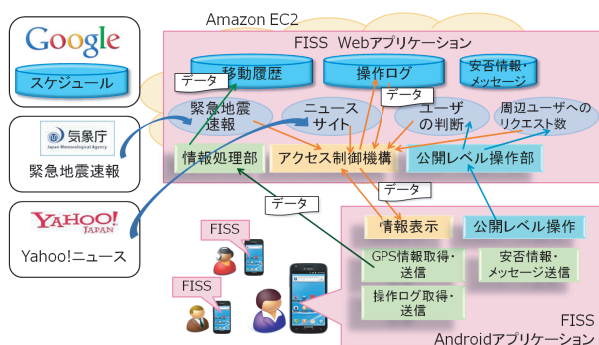 Amazon EC2
FISS Webアプリケーション
Google
スケジュール
移動履歴
操作ログ
安否情報・
メッセージ
データ
データ
緊急地震
速報
ニュース
サイト
ユーザ
の判断
周辺ユーザへの
リクエスト数
気象庁
Japan Meteorological Agency
緊急地震速報
情報処理部
アクセス制御機構
公開レベル操作部
データ
データ
YAHOO!
JAPAN
Yahoo!ニュース
FISS
FISS
情報表示
公開レベル操作
GPS情報取得・
送信
安否情報・
メッセージ送信
操作ログ取得・
送信
FISS
Androidアプリケーション